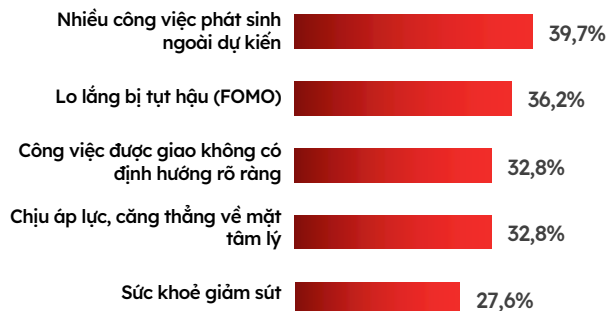 Nhiều công việc phát sinh
ngoài dự kiến
39,7%
Lo lắng bị tụt hậu (FOMO)
36,2%
Công việc được giao không có
định hướng rõ ràng
32,8%
Chịu áp lực, căng thẳng về mặt
tâm lý
32,8%
Sức khoẻ giảm sút
27,6%